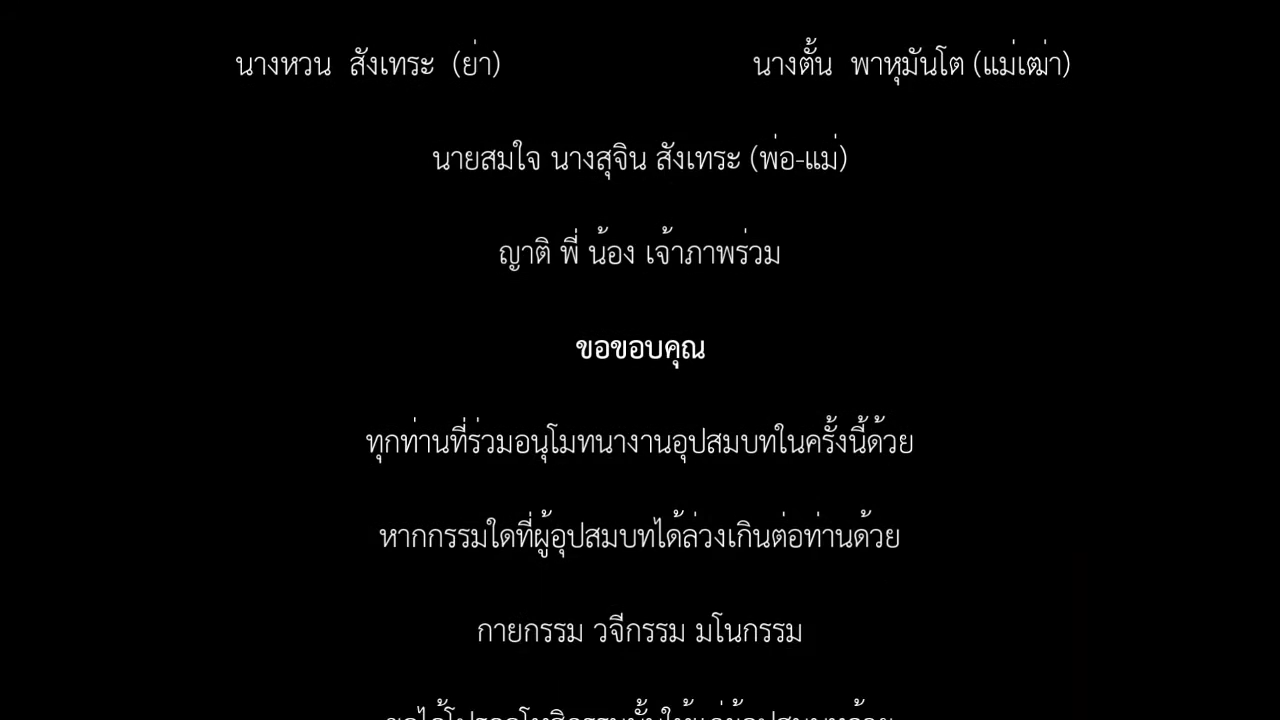 นางหวน สังเทระ (ย่า) นางตั้น พาหุมันโต (แม่เฒ่า)
นายสมใจ นางสุจิน สังเทระ (พ่อ-แม่)
ญาติ พี่ น้อง เจ้าภาพร่วม
ขอขอบคุณ
ทุกท่านที่ร่วมอนุโมทนางานอุปสมบทในครั้งนี้ด้วย
หากกรรมใดที่ผู้อุปสมบทได้ล่วงเกินต่อท่านด้วย
กายกรรม วจีกรรม มโนกรรม